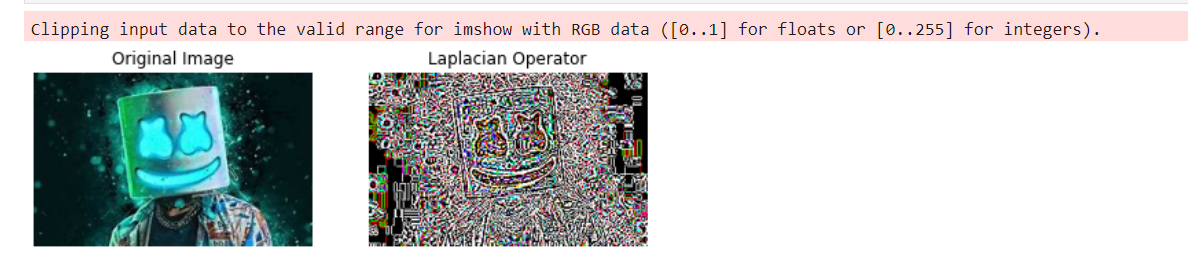 Clipping input data to the valid range for imshow with RGB data ([0..1] for floats or [0..255] for integers).
Original Image
Laplacian Operator